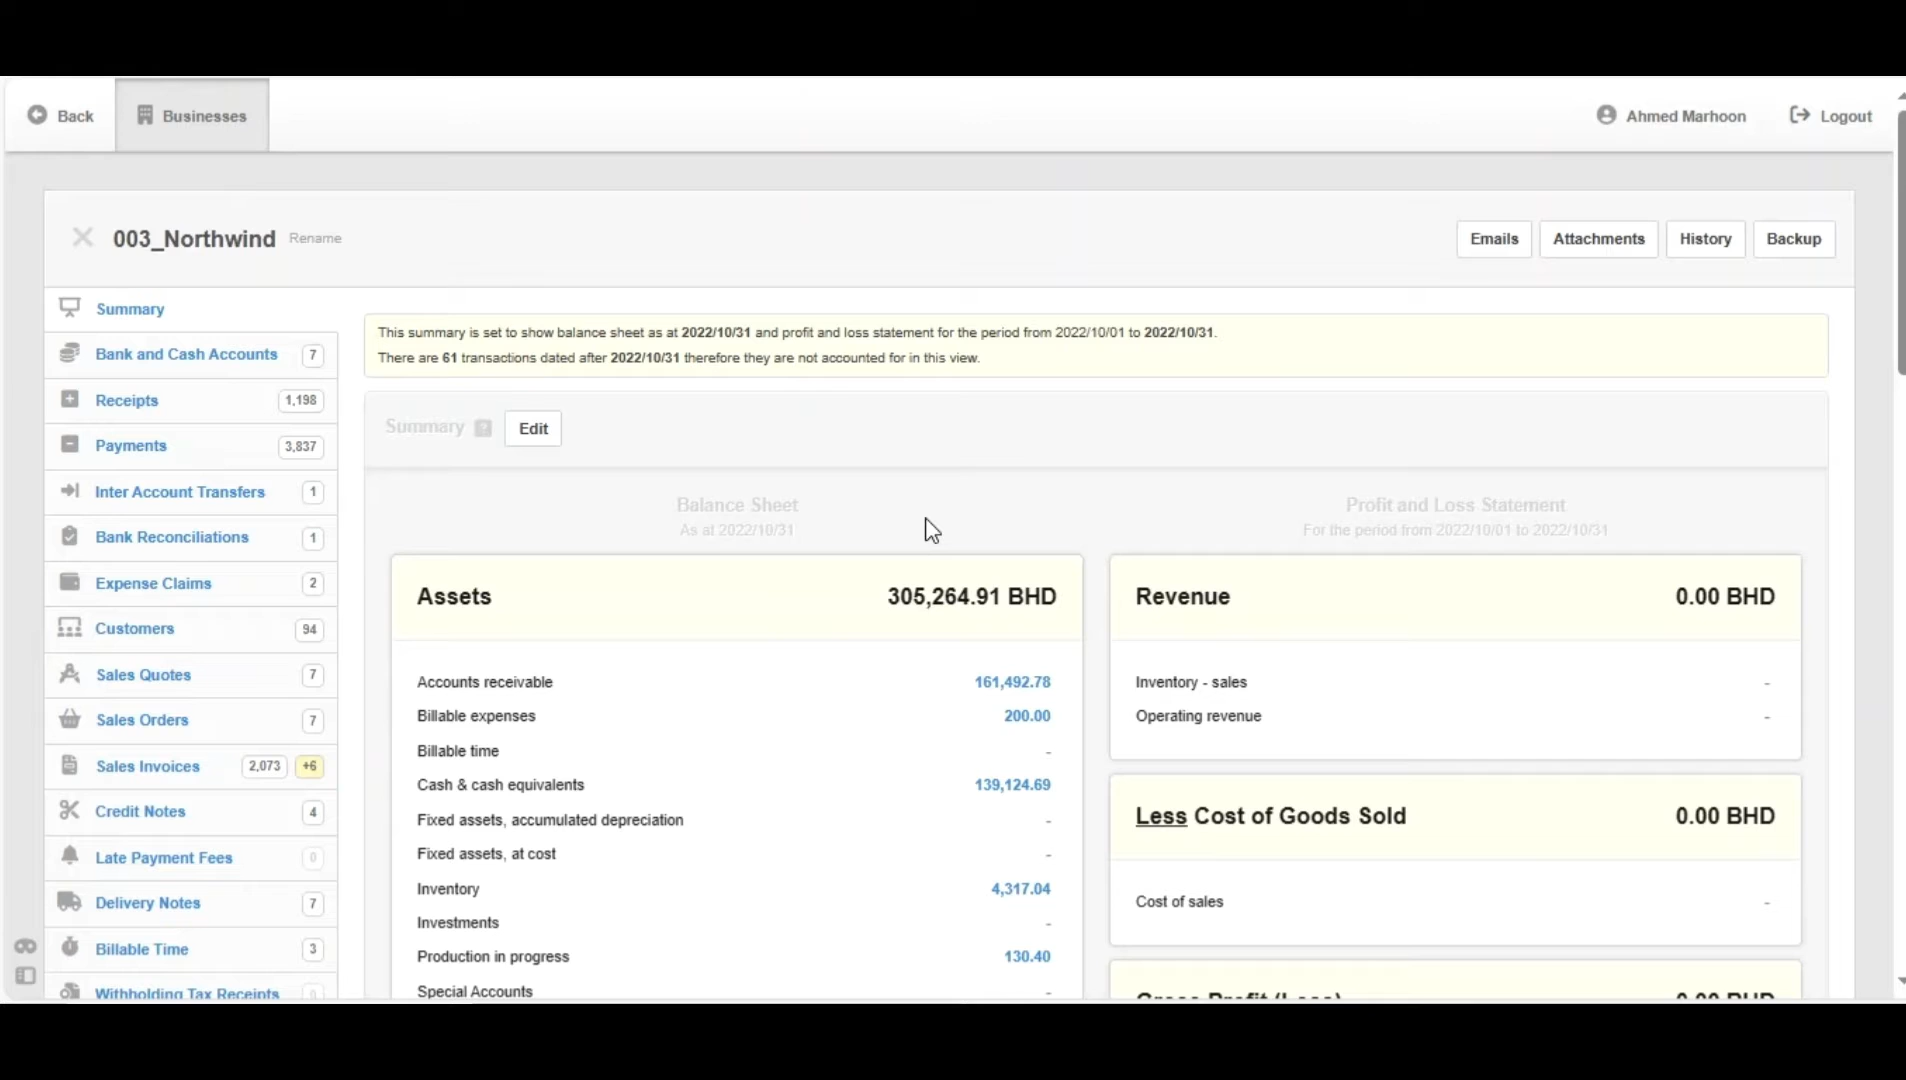 Back
Businesses
Ahmed Marhoon
Logout
003_Northwind Rename
Emails
Attachments
History
Backup
Summary
Bank and Cash Accounts 7
Receipts 1,198
Payments 3,837
Inter Account Transfers 1
Bank Reconciliations 1
Expense Claims 2
Customers 94
Sales Quotes 7
Sales Orders 7
Sales Invoices 2,073 +6
Credit Notes 4
Late Payment Fees 0
Delivery Notes 7
Billable Time 3
Withholding Tax Receipts 0
This summary is set to show balance sheet as at 2022/10/31 and profit and loss statement for the period from 2022/10/01 to 2022/10/31.
There are 61 transactions dated after 2022/10/31 therefore they are not accounted for in this view.
Summary ? Edit
Balance Sheet
As at 2022/10/31
Assets 305,264.91 BHD
Accounts receivable 161,492.78
Billable expenses 200.00
Billable time -
Cash & cash equivalents 139,124.69
Fixed assets, accumulated depreciation -
Fixed assets, at cost -
Inventory 4,317.04
Investments -
Production in progress 130.40
Special Accounts -
Profit and Loss Statement
For the period from 2022/10/01 to 2022/10/31
Revenue 0.00 BHD
Inventory - sales -
Operating revenue -
Less Cost of Goods Sold 0.00 BHD
Cost of sales -
Gross Profit (Loss) 0.00 BHD